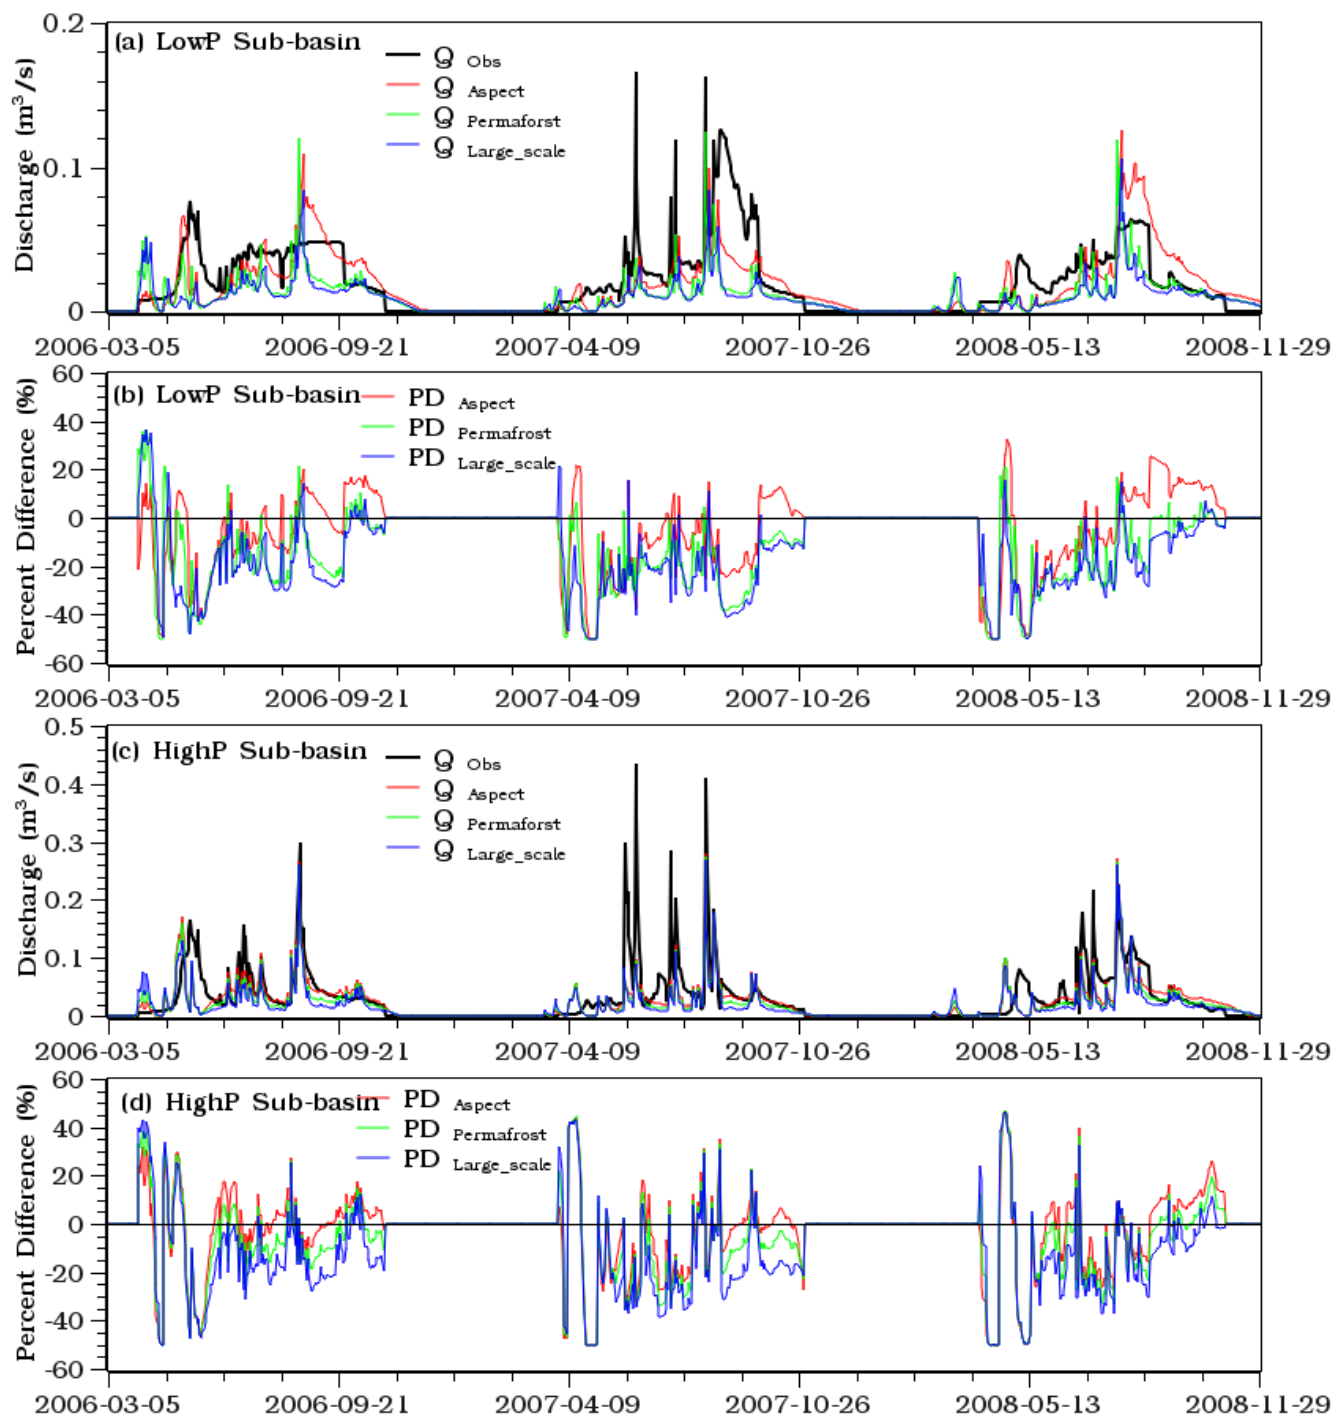 0.2
(a) LowP Sub-basin
Q Obs
Q Aspect
Q Permaforst
Q Large_scale
Discharge (m³/s)
0.1
0
2006-03-05 2006-09-21 2007-04-09 2007-10-26 2008-05-13 2008-11-29
60
(b) LowP Sub-basin
PD Aspect
PD Permafrost
PD Large_scale
Percent Difference (%)
40
20
0
-20
-40
-60
2006-03-05 2006-09-21 2007-04-09 2007-10-26 2008-05-13 2008-11-29
0.5
(c) HighP Sub-basin
Q Obs
Q Aspect
Q Permaforst
Q Large_scale
Discharge (m³/s)
0.4
0.3
0.2
0.1
0
2006-03-05 2006-09-21 2007-04-09 2007-10-26 2008-05-13 2008-11-29
60
(d) HighP Sub-basin
PD Aspect
PD Permafrost
PD Large_scale
Percent Difference (%)
40
20
0
-20
-40
-60
2006-03-05 2006-09-21 2007-04-09 2007-10-26 2008-05-13 2008-11-29